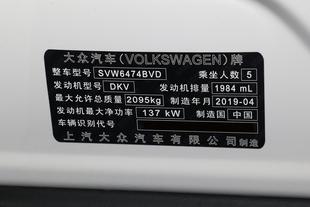 大众汽车(VOLKSWAGEN)牌
整车型号 SVW6474BVD 乘坐人数 5
发动机型号 DKV 发动机排量 1984 mL
最大允许总质量 2095kg 制造年月 2019-04
发动机最大净功率 137 kW 制造国 中国
车辆识别代号
上汽大众汽车有限公司 制造